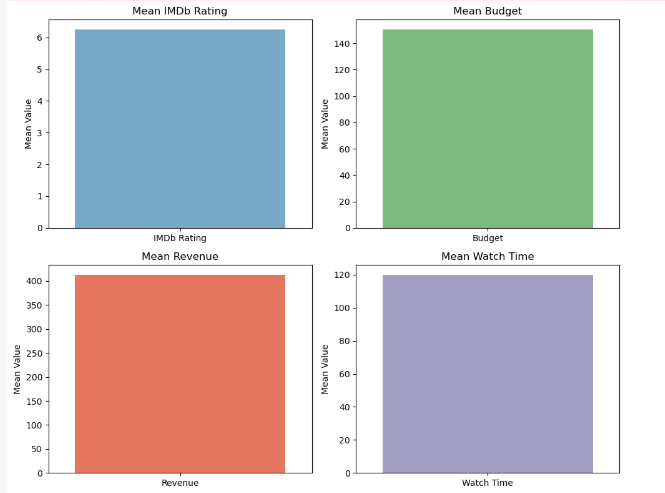 Mean IMDb Rating
Mean Value
6
5
4
3
2
1
0
IMDb Rating
Mean Budget
Mean Value
140
120
100
80
60
40
20
0
Budget
Mean Revenue
Mean Value
400
350
300
250
200
150
100
50
0
Revenue
Mean Watch Time
Mean Value
120
100
80
60
40
20
0
Watch Time